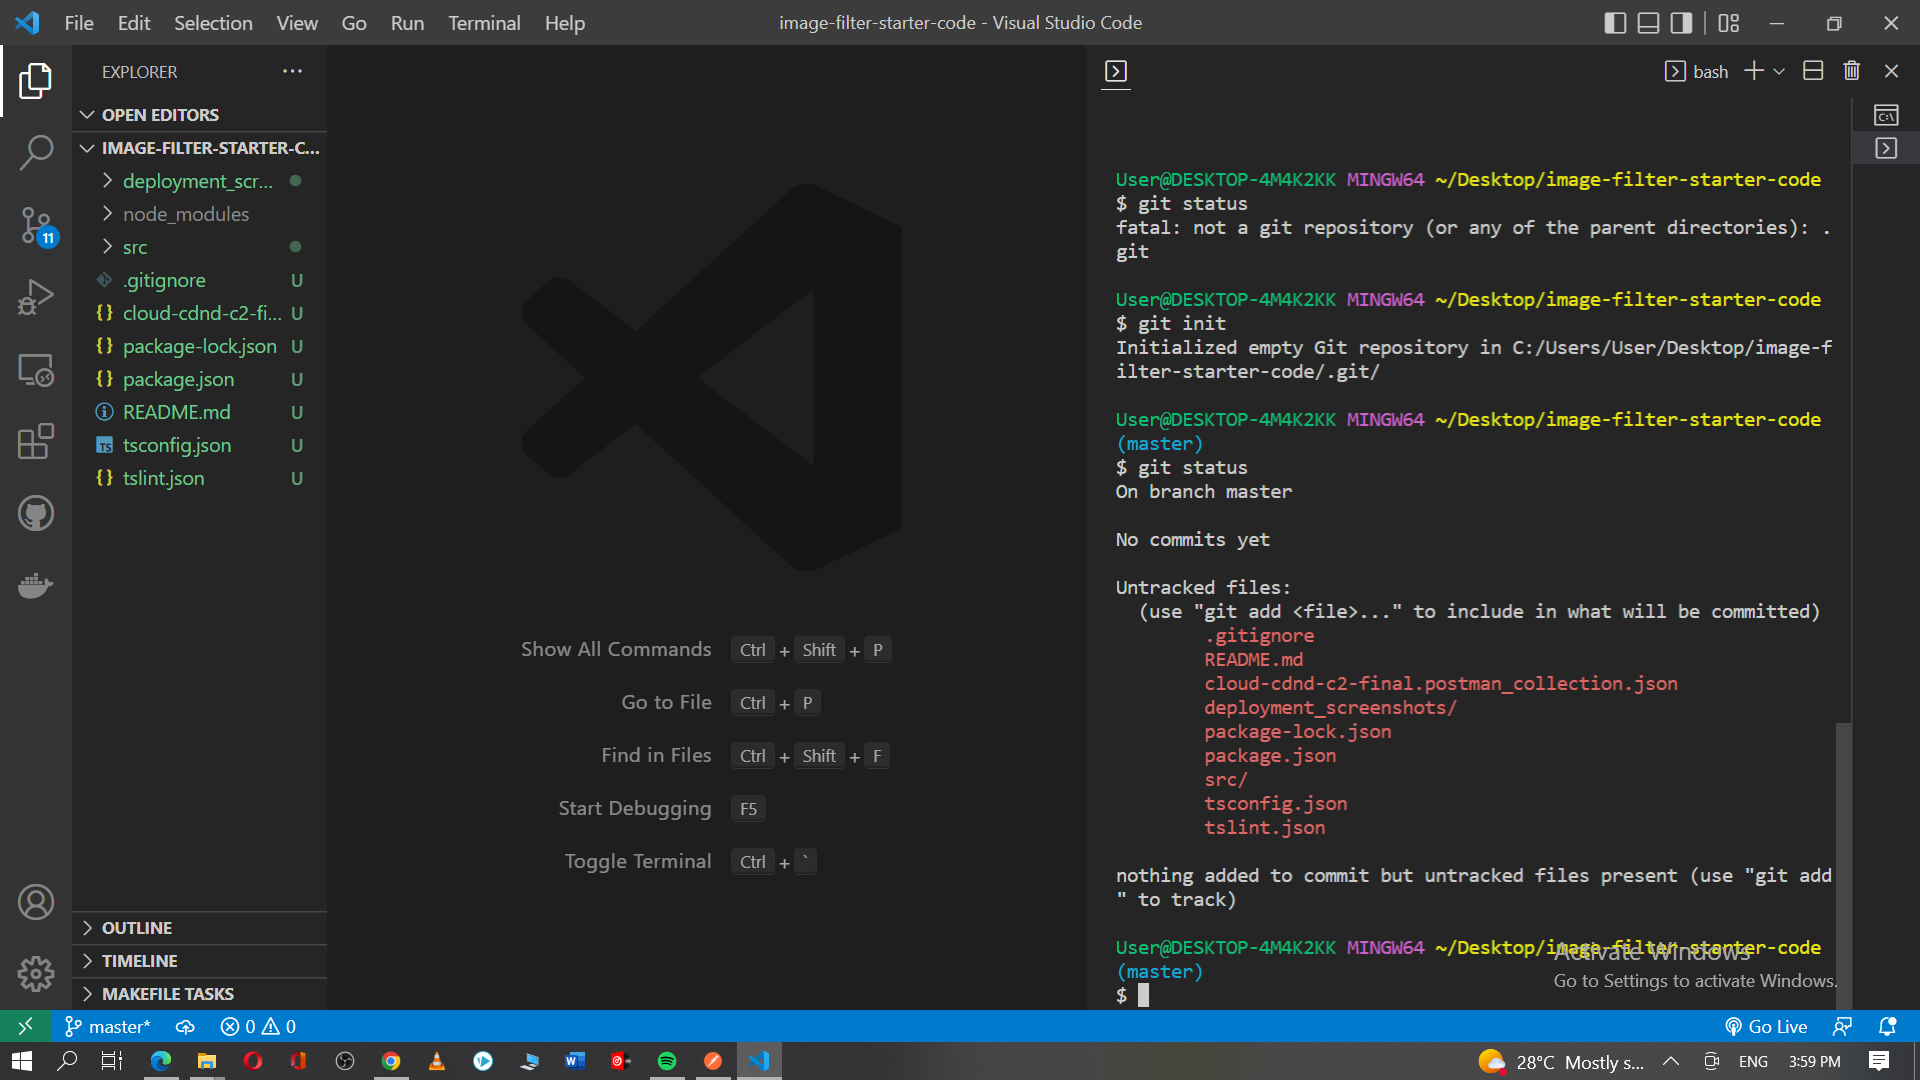 File Edit Selection View Go Run Terminal Help
image-filter-starter-code - Visual Studio Code
EXPLORER
OPEN EDITORS
IMAGE-FILTER-STARTER-C...
deployment_scr...
node_modules
src
.gitignore U
cloud-cdnd-c2-fi... U
package-lock.json U
package.json U
README.md U
tsconfig.json U
tslint.json U
11
OUTLINE
TIMELINE
MAKEFILE TASKS
Show All Commands Ctrl + Shift + P
Go to File Ctrl + P
Find in Files Ctrl + Shift + F
Start Debugging F5
Toggle Terminal Ctrl + `
bash
User@DESKTOP-4M4K2KK MINGW64 ~/Desktop/image-filter-starter-code
$ git status
fatal: not a git repository (or any of the parent directories): .
git
User@DESKTOP-4M4K2KK MINGW64 ~/Desktop/image-filter-starter-code
$ git init
Initialized empty Git repository in C:/Users/User/Desktop/image-f
ilter-starter-code/.git/
User@DESKTOP-4M4K2KK MINGW64 ~/Desktop/image-filter-starter-code
(master)
$ git status
On branch master
No commits yet
Untracked files:
(use "git add <file>..." to include in what will be committed)
.gitignore
README.md
cloud-cdnd-c2-final.postman_collection.json
deployment_screenshots/
package-lock.json
package.json
src/
tsconfig.json
tslint.json
nothing added to commit but untracked files present (use "git add
" to track)
User@DESKTOP-4M4K2KK MINGW64 ~/Desktop/image-filter-starter-code
(master)
$
Activate Windows
Go to Settings to activate Windows.
master* 0 0
Go Live
28°C Mostly s... ENG 3:59 PM